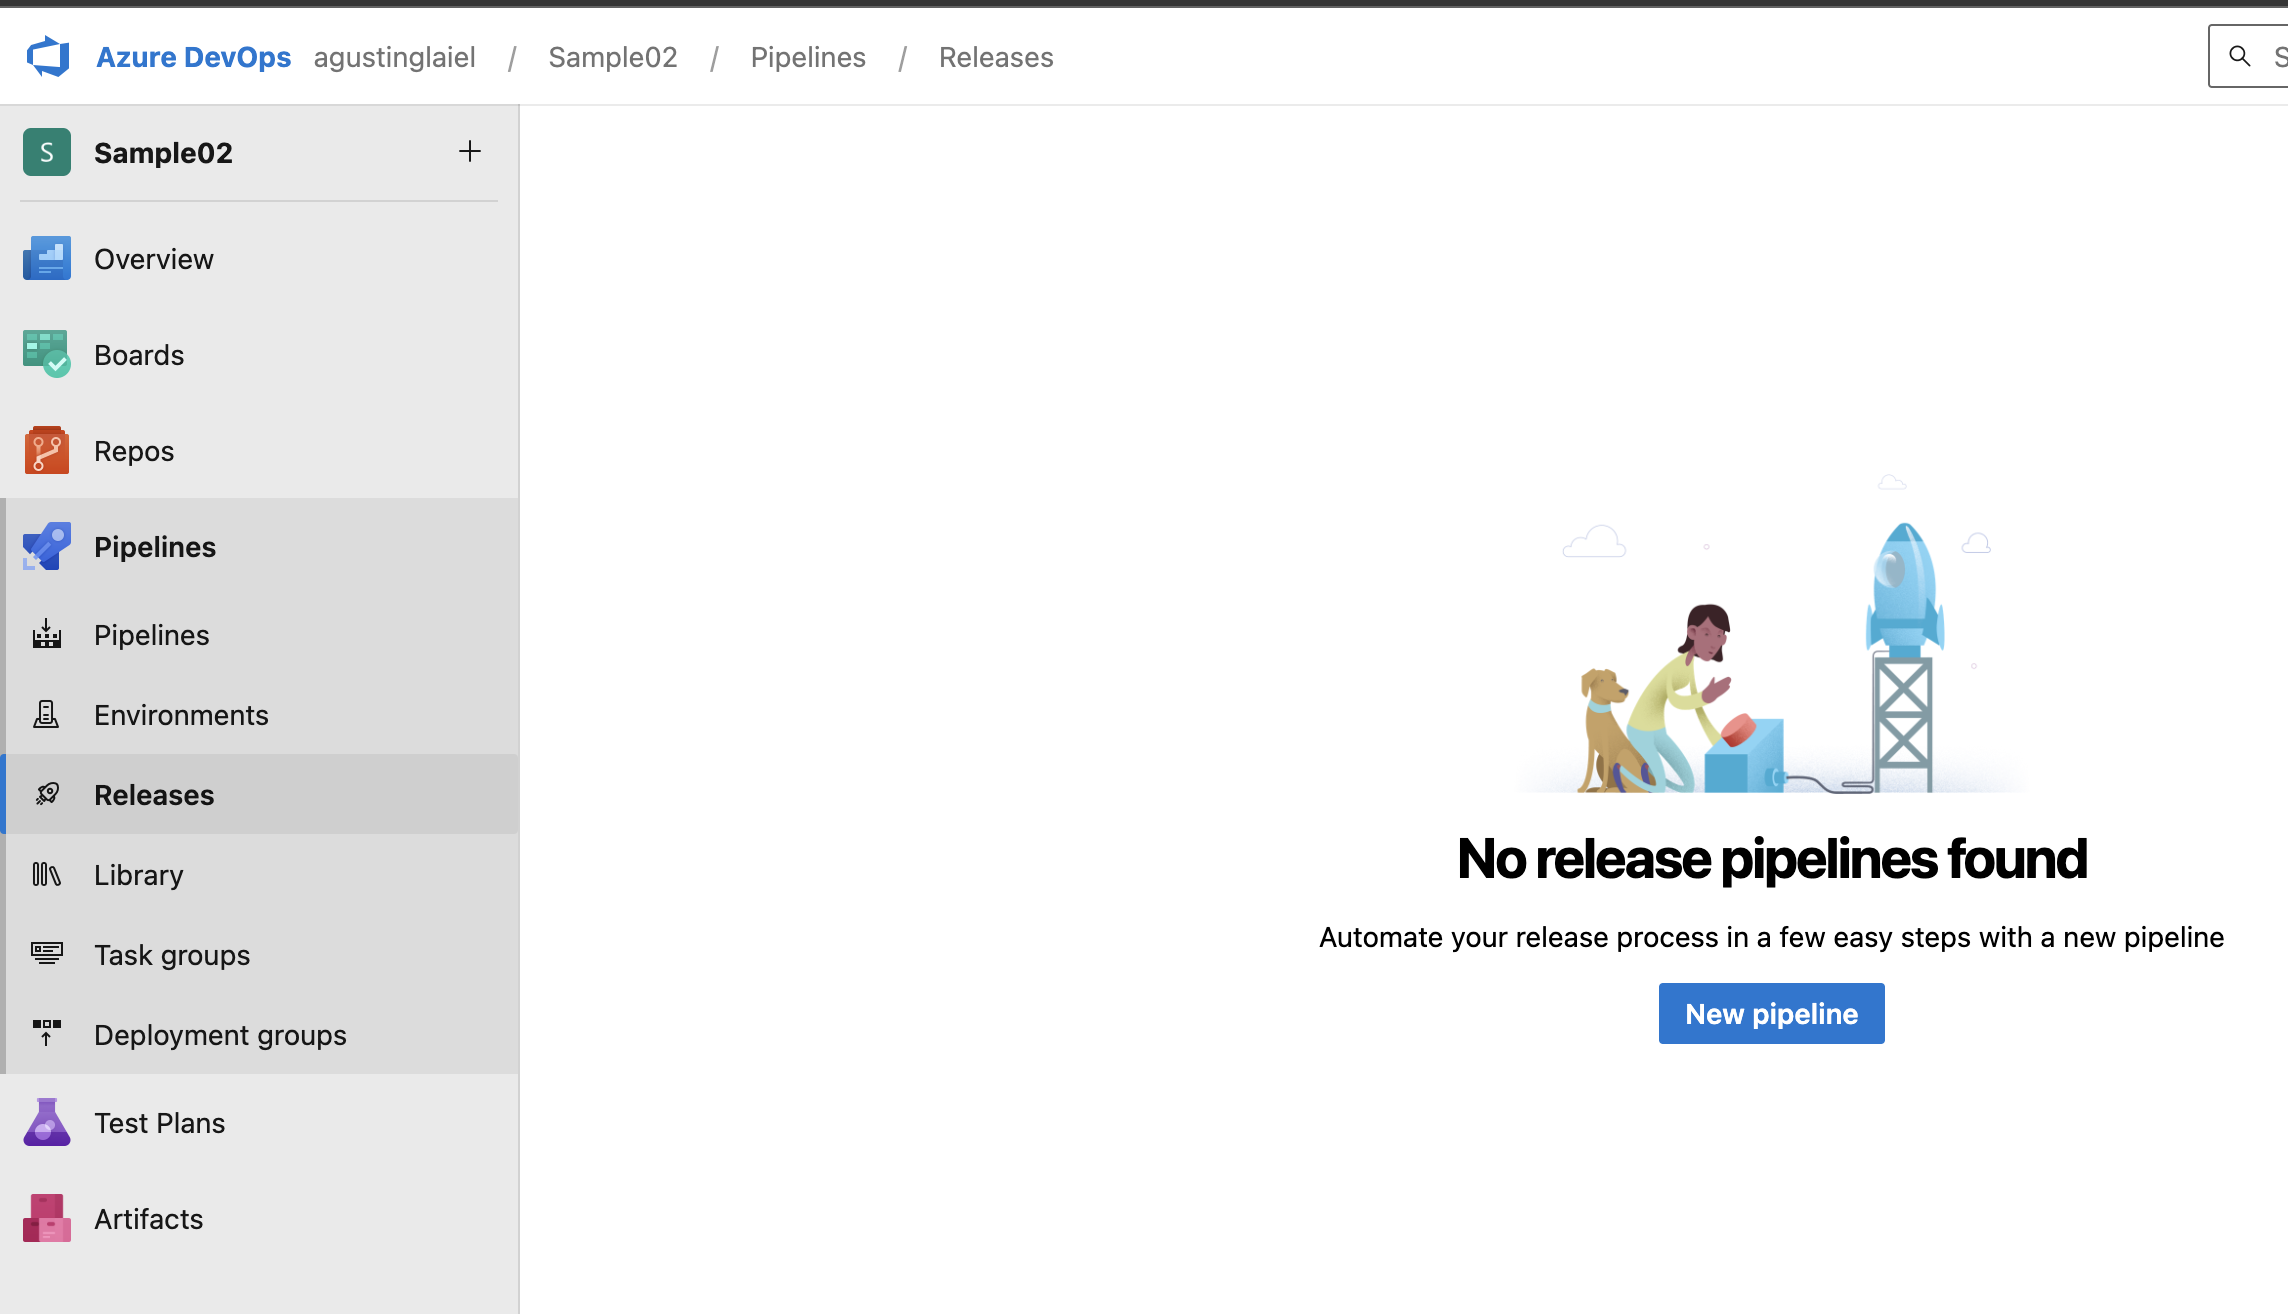 Azure DevOps agustinglaiel / Sample02 / Pipelines / Releases
S Sample02 +
Overview
Boards
Repos
Pipelines
Pipelines
Environments
Releases
Library
Task groups
Deployment groups
Test Plans
Artifacts
No release pipelines found
Automate your release process in a few easy steps with a new pipeline
New pipeline